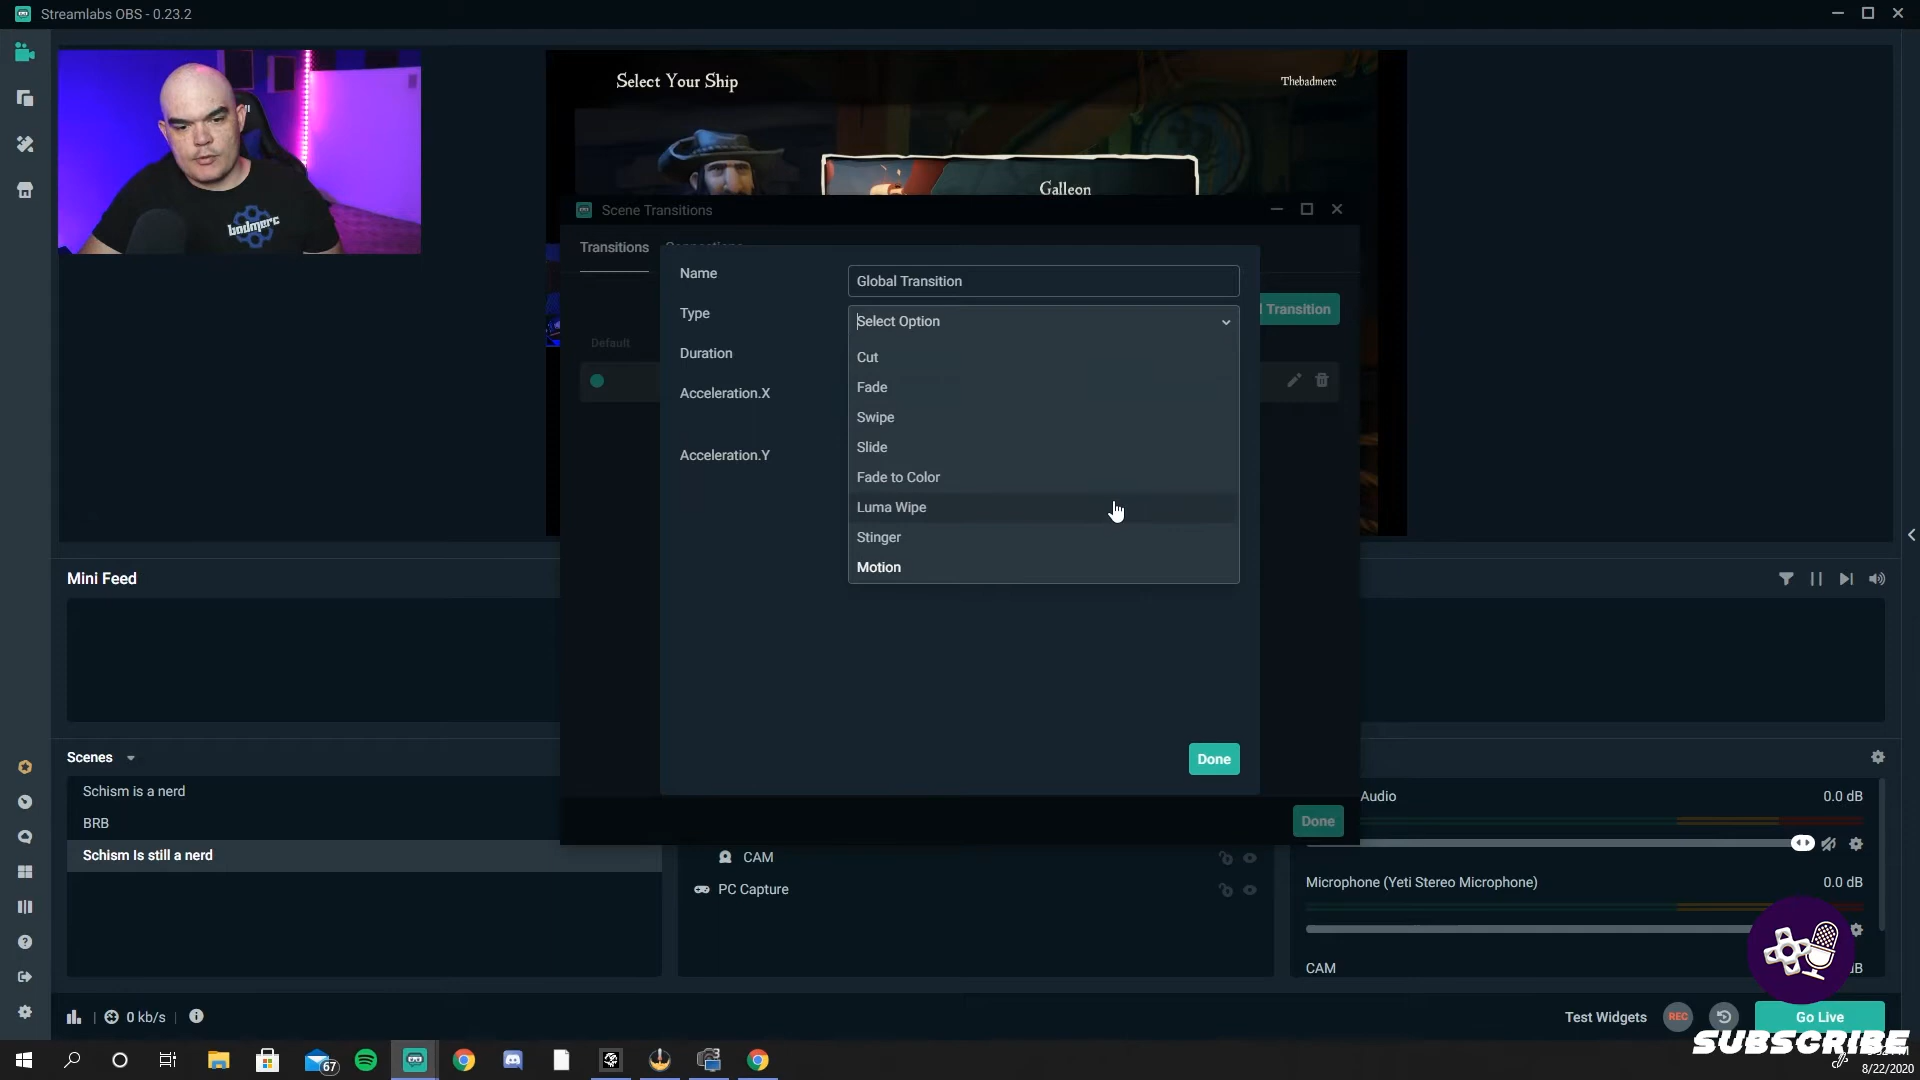 Streamlabs OBS - 0.23.2
Select Your Ship
Thebadmerc
Galleon
badmerc
Scene Transitions
Transitions
Name
Global Transition
Type
Select Option
Transition
Default
Duration
Cut
Fade
Acceleration.X
Swipe
Slide
Acceleration.Y
Fade to Color
Luma Wipe
Stinger
Motion
Mini Feed
Done
Done
Scenes
Schism is a nerd
BRB
Schism Is still a nerd
CAM
PC Capture
Audio
0.0 dB
Microphone (Yeti Stereo Microphone)
0.0 dB
CAM
0 kb/s
Test Widgets
REC
Go Live
SUBSCRIBE
67
8/22/2020